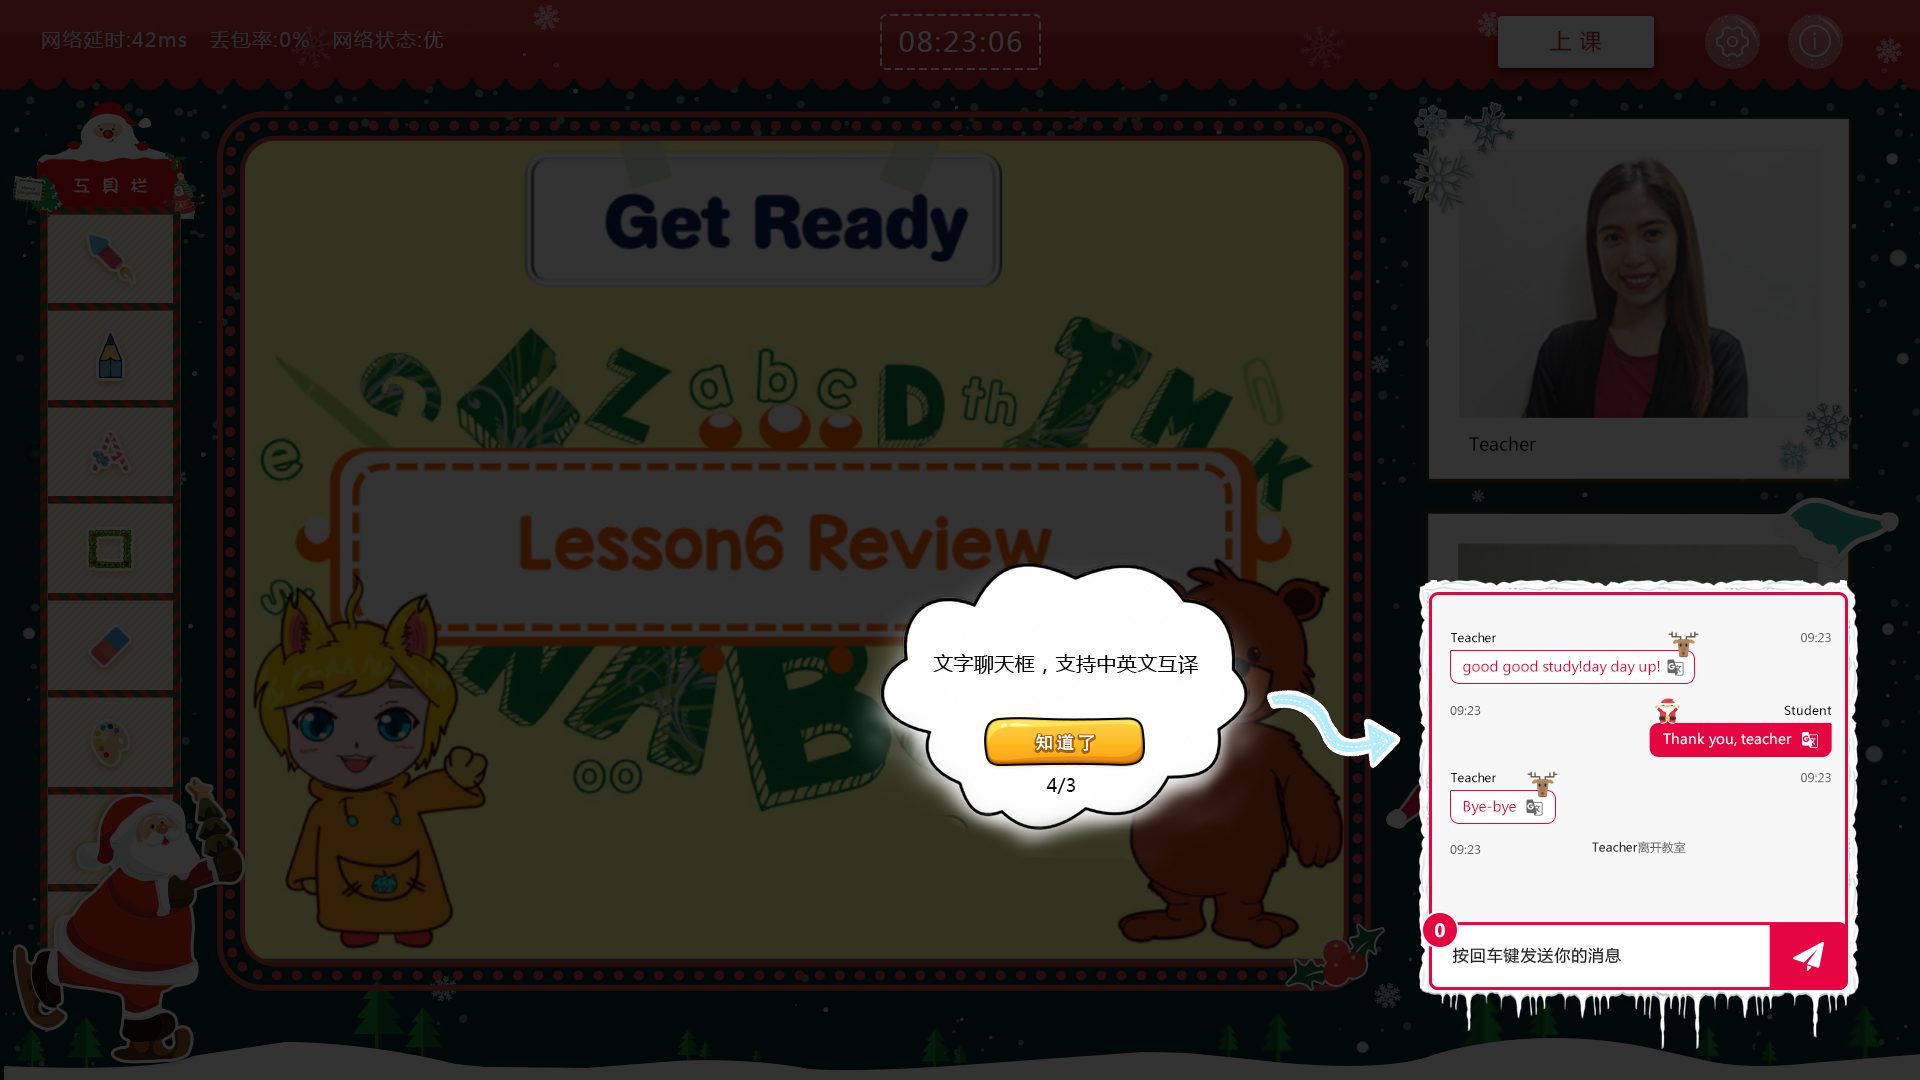 网络延时:42ms 丢包率:0% 网络状态:优
08:23:06
上课
工具栏
Get Ready
a b c D th
Z
M
e
K
Lesson6 Review
s
B
oo
Teacher
文字聊天框，支持中英文互译
知道了
4/3
Teacher 09:23
good good study!day day up!
09:23 Student
Thank you, teacher
Teacher 09:23
Bye-bye
09:23 Teacher离开教室
0
按回车键发送你的消息